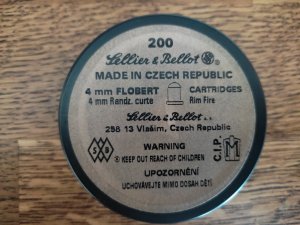 200
Sellier & Bellot
MADE IN CZECH REPUBLIC
4 mm FLOBERT CARTRIDGES
4 mm Randz. curte Rim Fire
Sellier & Bellot
258 13 Vlašim, Czech Republic
WARNING
KEEP OUT REACH OF CHILDREN
S B
C.I.P.
UPOZORNĚNÍ
UCHOVÁVEJTE MIMO DOSAH DĚTÍ